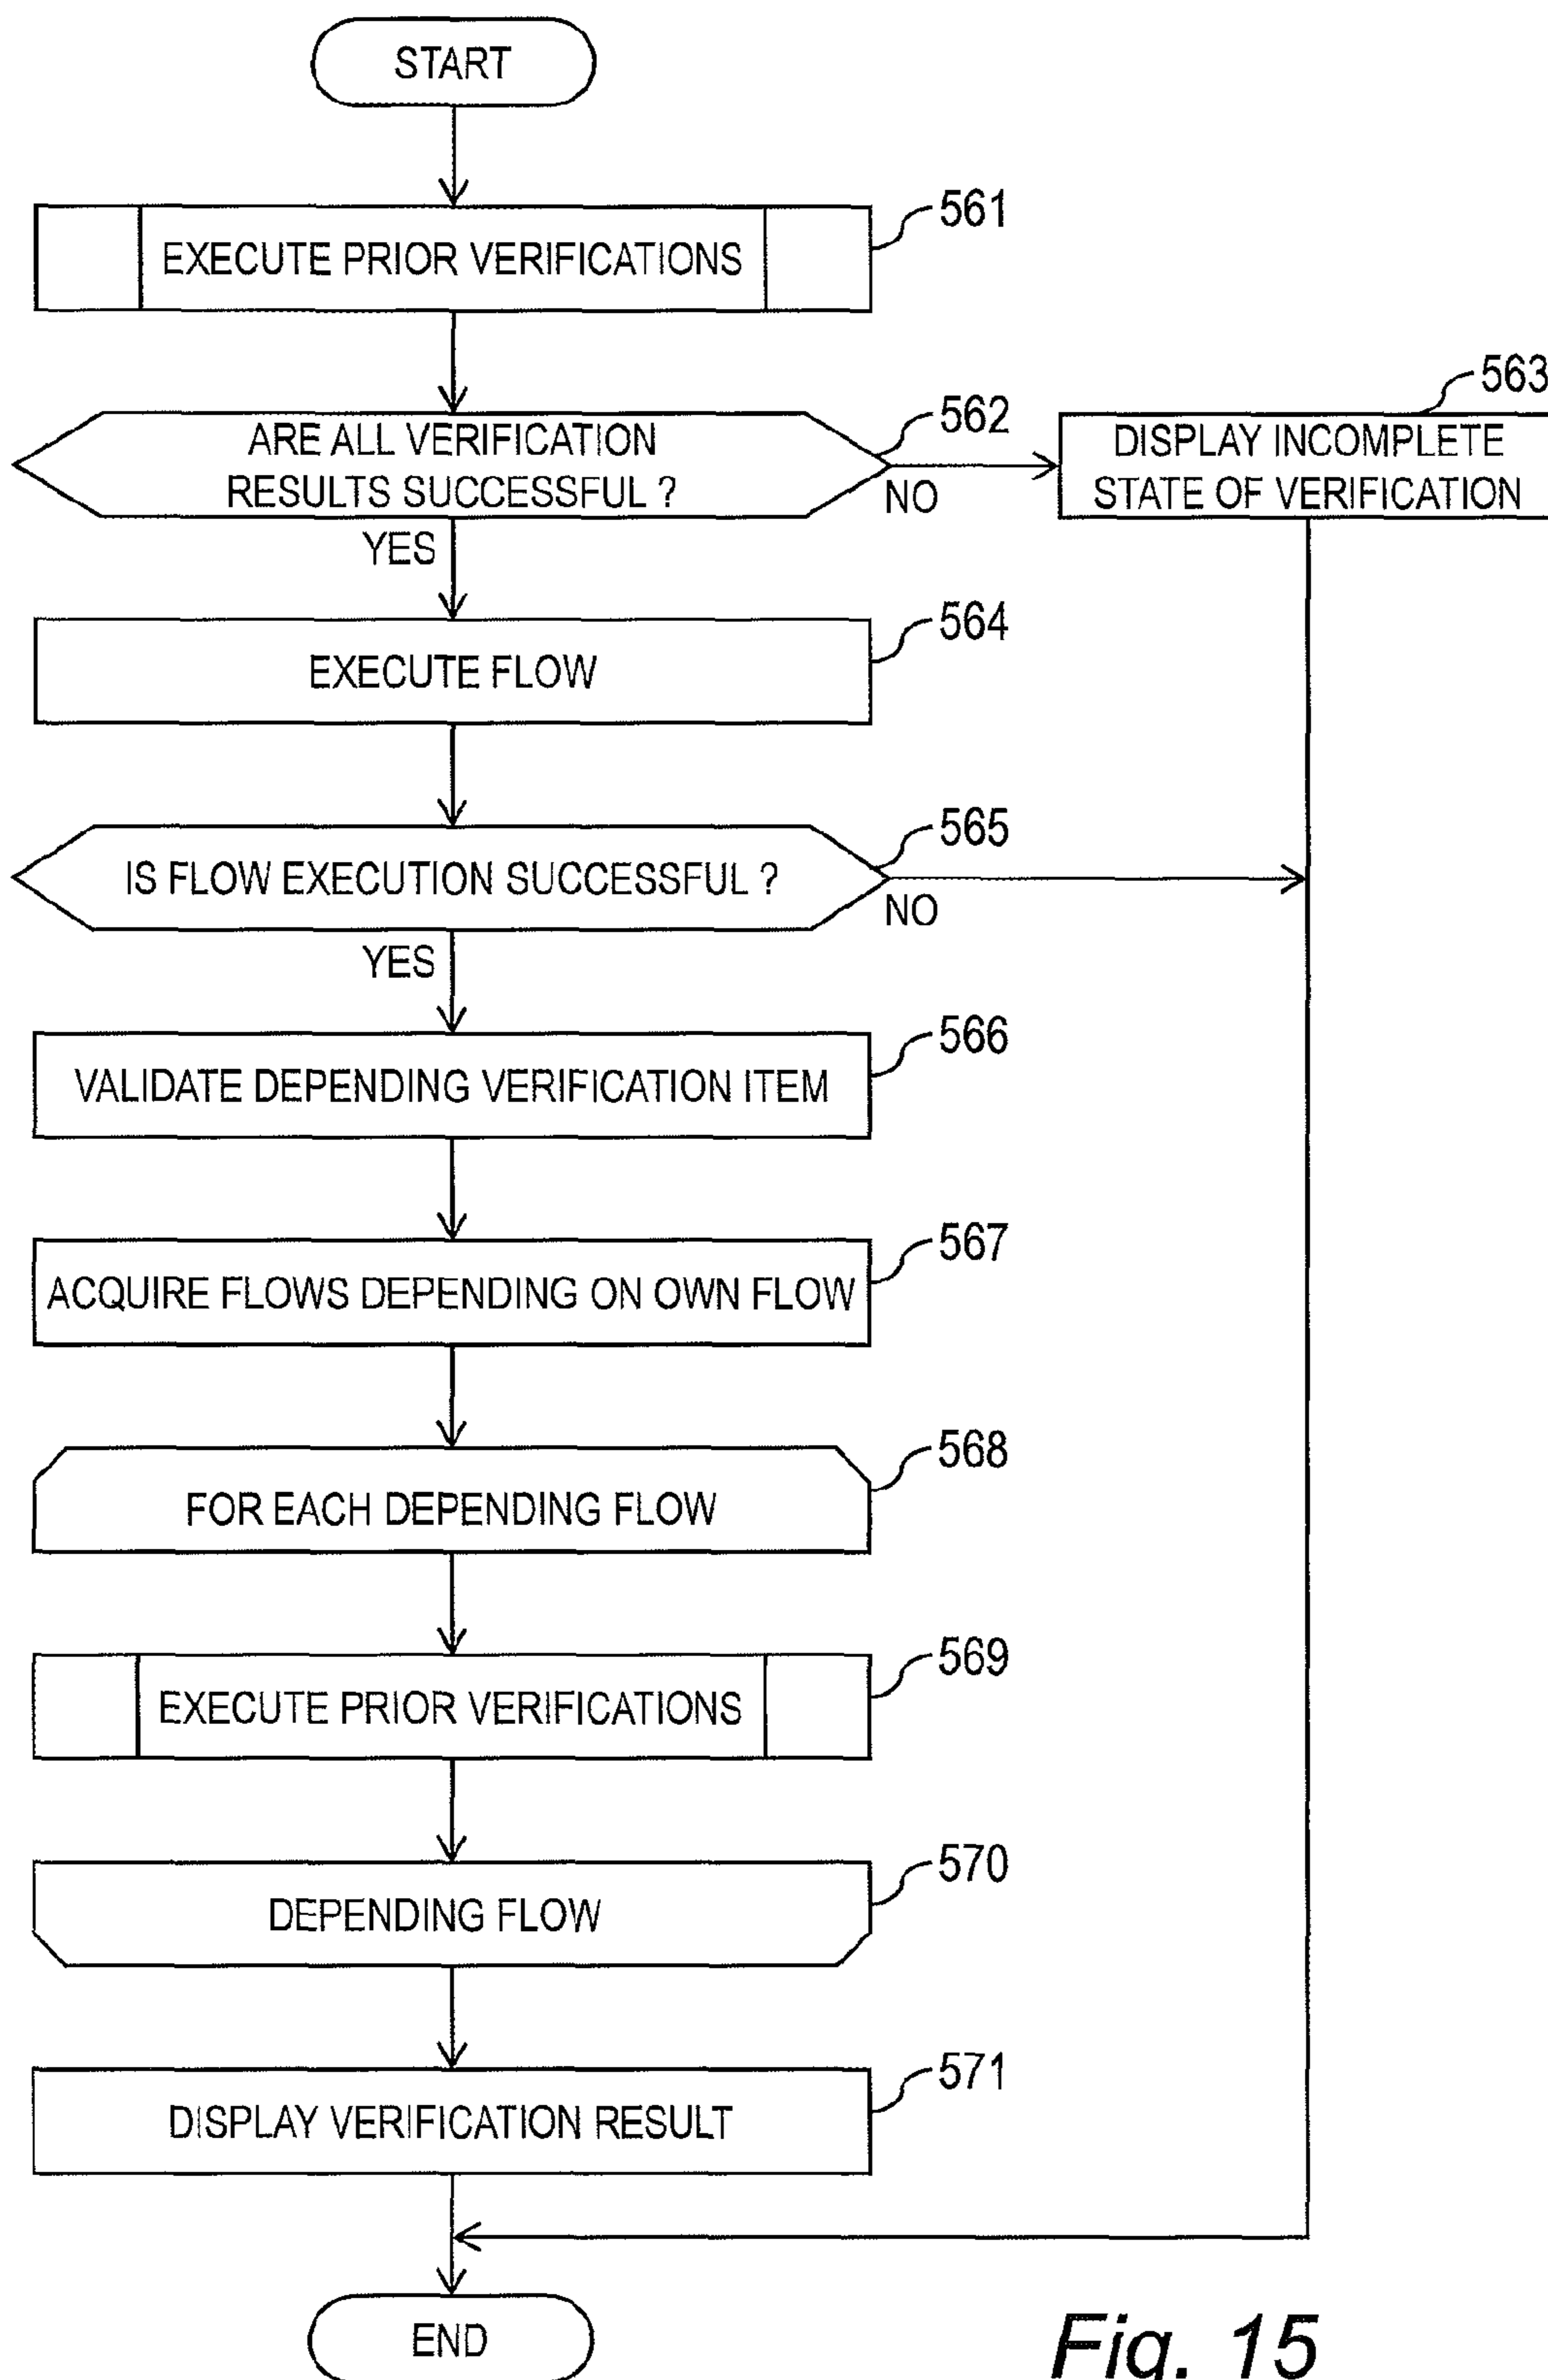 START
561
EXECUTE PRIOR VERIFICATIONS
562
563
ARE ALL VERIFICATION
RESULTS SUCCESSFUL ?
NO
DISPLAY INCOMPLETE
STATE OF VERIFICATION
YES
564
EXECUTE FLOW
565
IS FLOW EXECUTION SUCCESSFUL ?
NO
YES
566
VALIDATE DEPENDING VERIFICATION ITEM
567
ACQUIRE FLOWS DEPENDING ON OWN FLOW
568
FOR EACH DEPENDING FLOW
569
EXECUTE PRIOR VERIFICATIONS
570
DEPENDING FLOW
571
DISPLAY VERIFICATION RESULT
END
Fig. 15